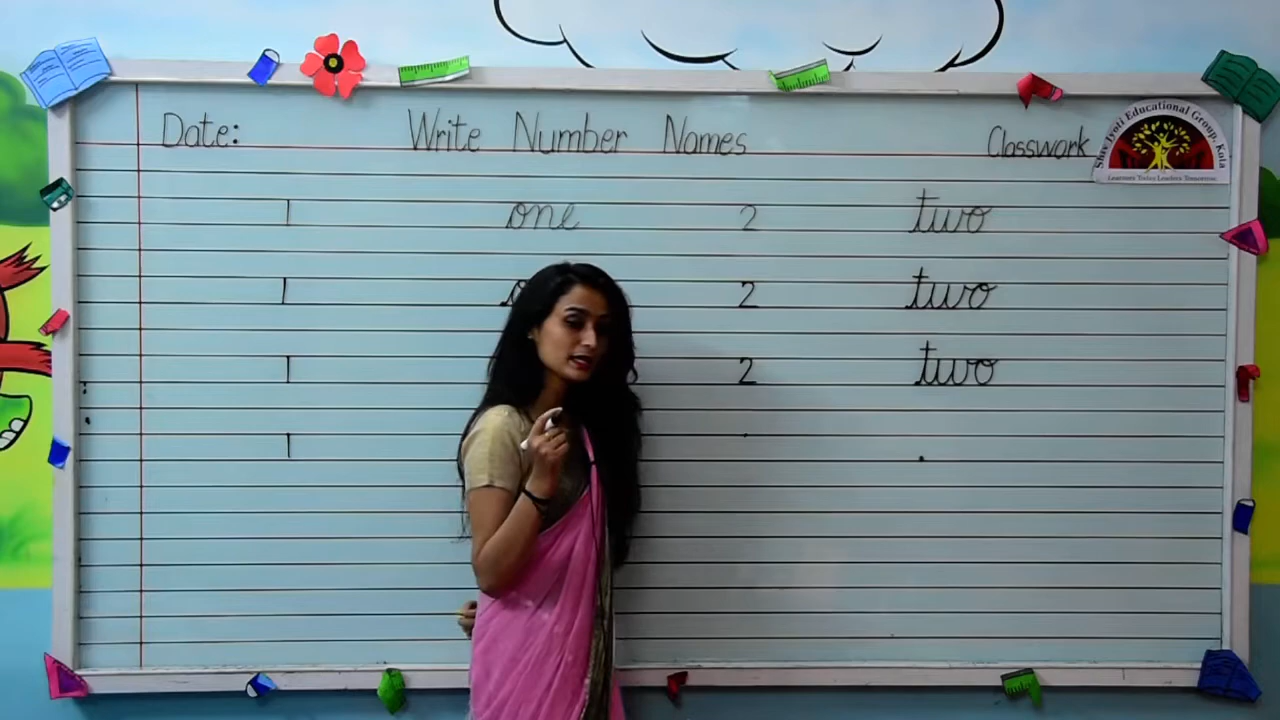 Date: Write Number Names Classwork
Shiv Jyoti Educational Group, Kota
Learners Today Leaders Tomorrow
1 one 2 two
1 2 two
1 2 two
1